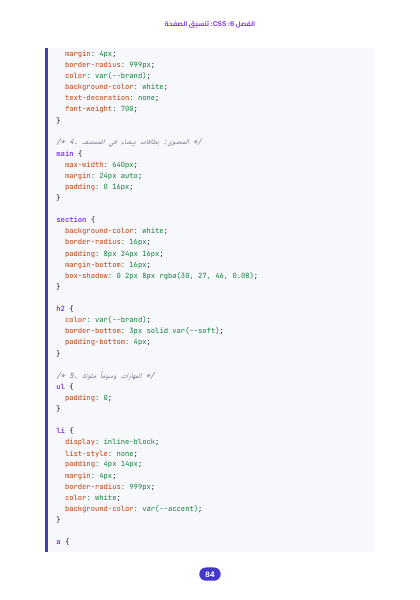 الفصل 6: CSS: تنسيق الصفحة
margin: 4px;
border-radius: 999px;
color: var(--brand);
background-color: white;
text-decoration: none;
font-weight: 700;
}
/* 4. المحتوى: بطاقات بيضاء في المنتصف */
main {
max-width: 640px;
margin: 24px auto;
padding: 0 16px;
}
section {
background-color: white;
border-radius: 16px;
padding: 8px 24px 16px;
margin-bottom: 16px;
box-shadow: 0 2px 8px rgba(30, 27, 46, 0.08);
}
h2 {
color: var(--brand);
border-bottom: 3px solid var(--soft);
padding-bottom: 4px;
}
/* 5. المهارات وسوماً ملونة */
ul {
padding: 0;
}
li {
display: inline-block;
list-style: none;
padding: 4px 14px;
margin: 4px;
border-radius: 999px;
color: white;
background-color: var(--accent);
}
a {
84